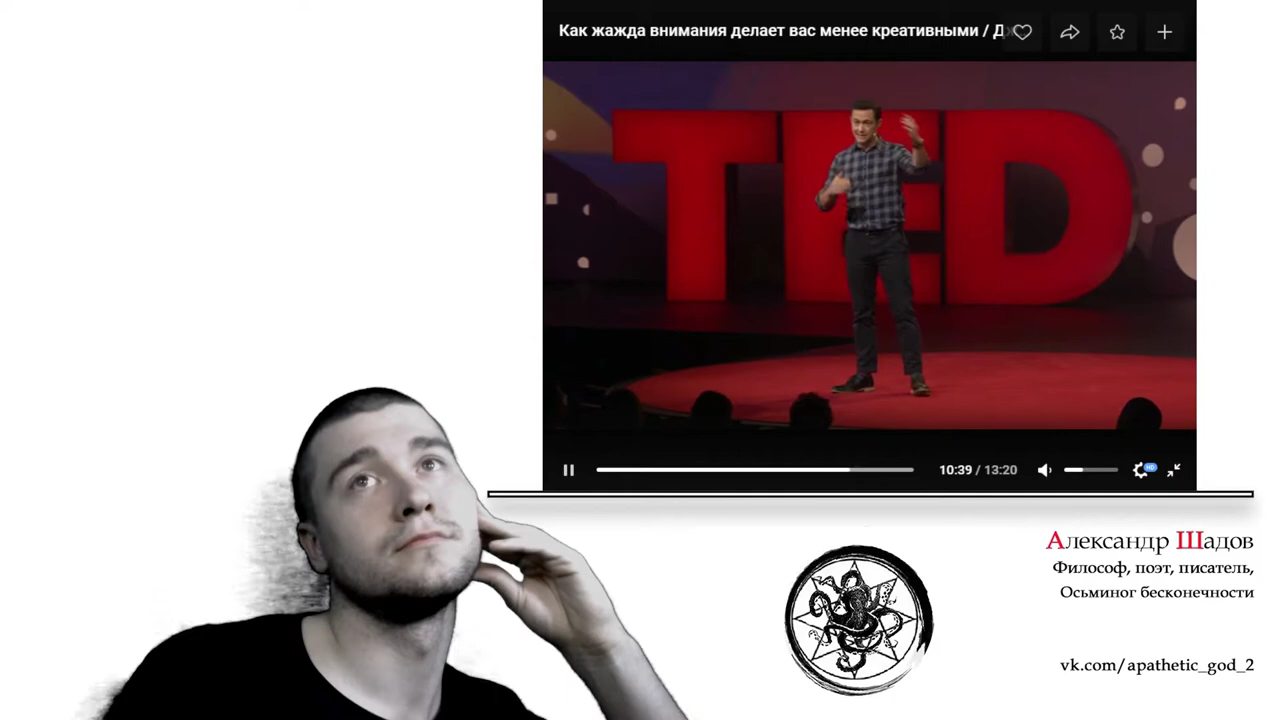 Как жажда внимания делает вас менее креативными /
TED
10:39 / 13:20
HD
Александр Шадов
Философ, поэт, писатель,
Осьминог бесконечности
vk.com/apathetic_god_2